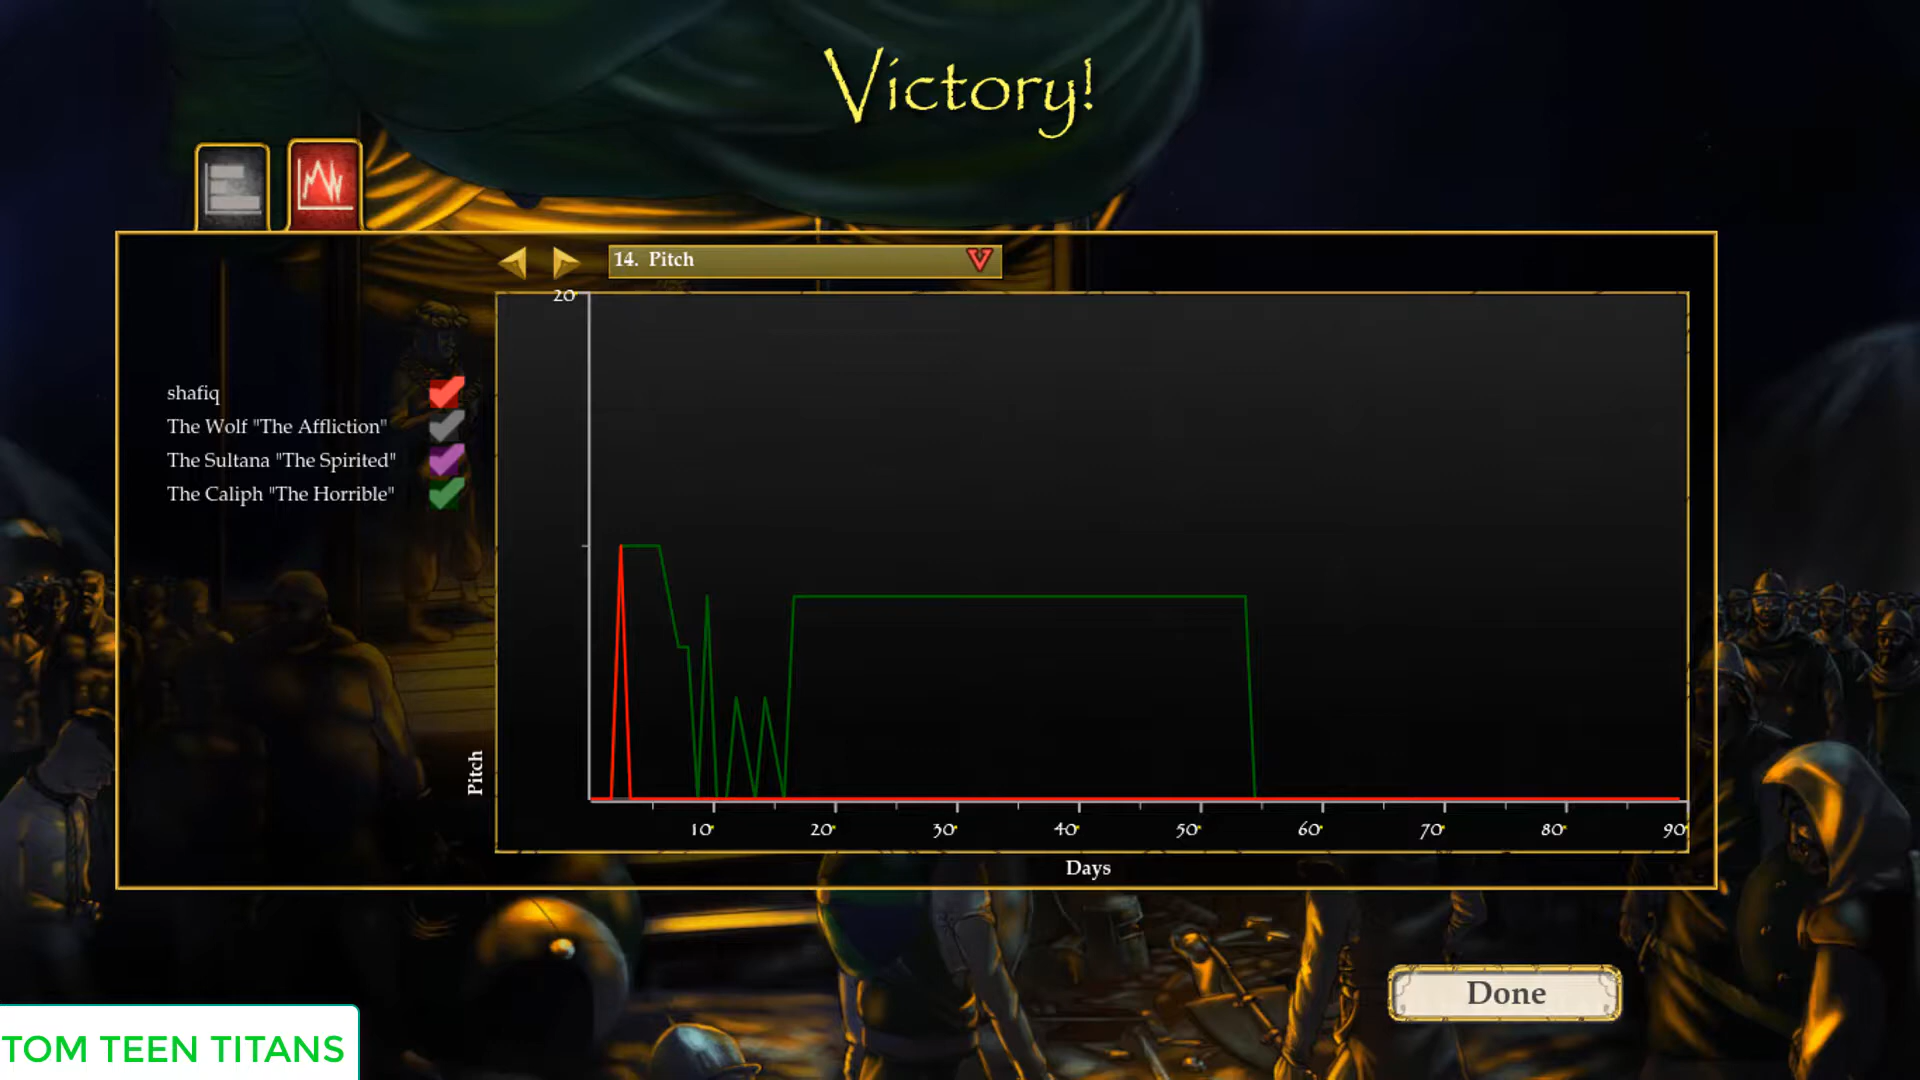 Victory!
14. Pitch
20
shafiq
The Wolf "The Affliction"
The Sultana "The Spirited"
The Caliph "The Horrible"
Pitch
10 20 30 40 50 60 70 80 90
Days
Done
TOM TEEN TITANS